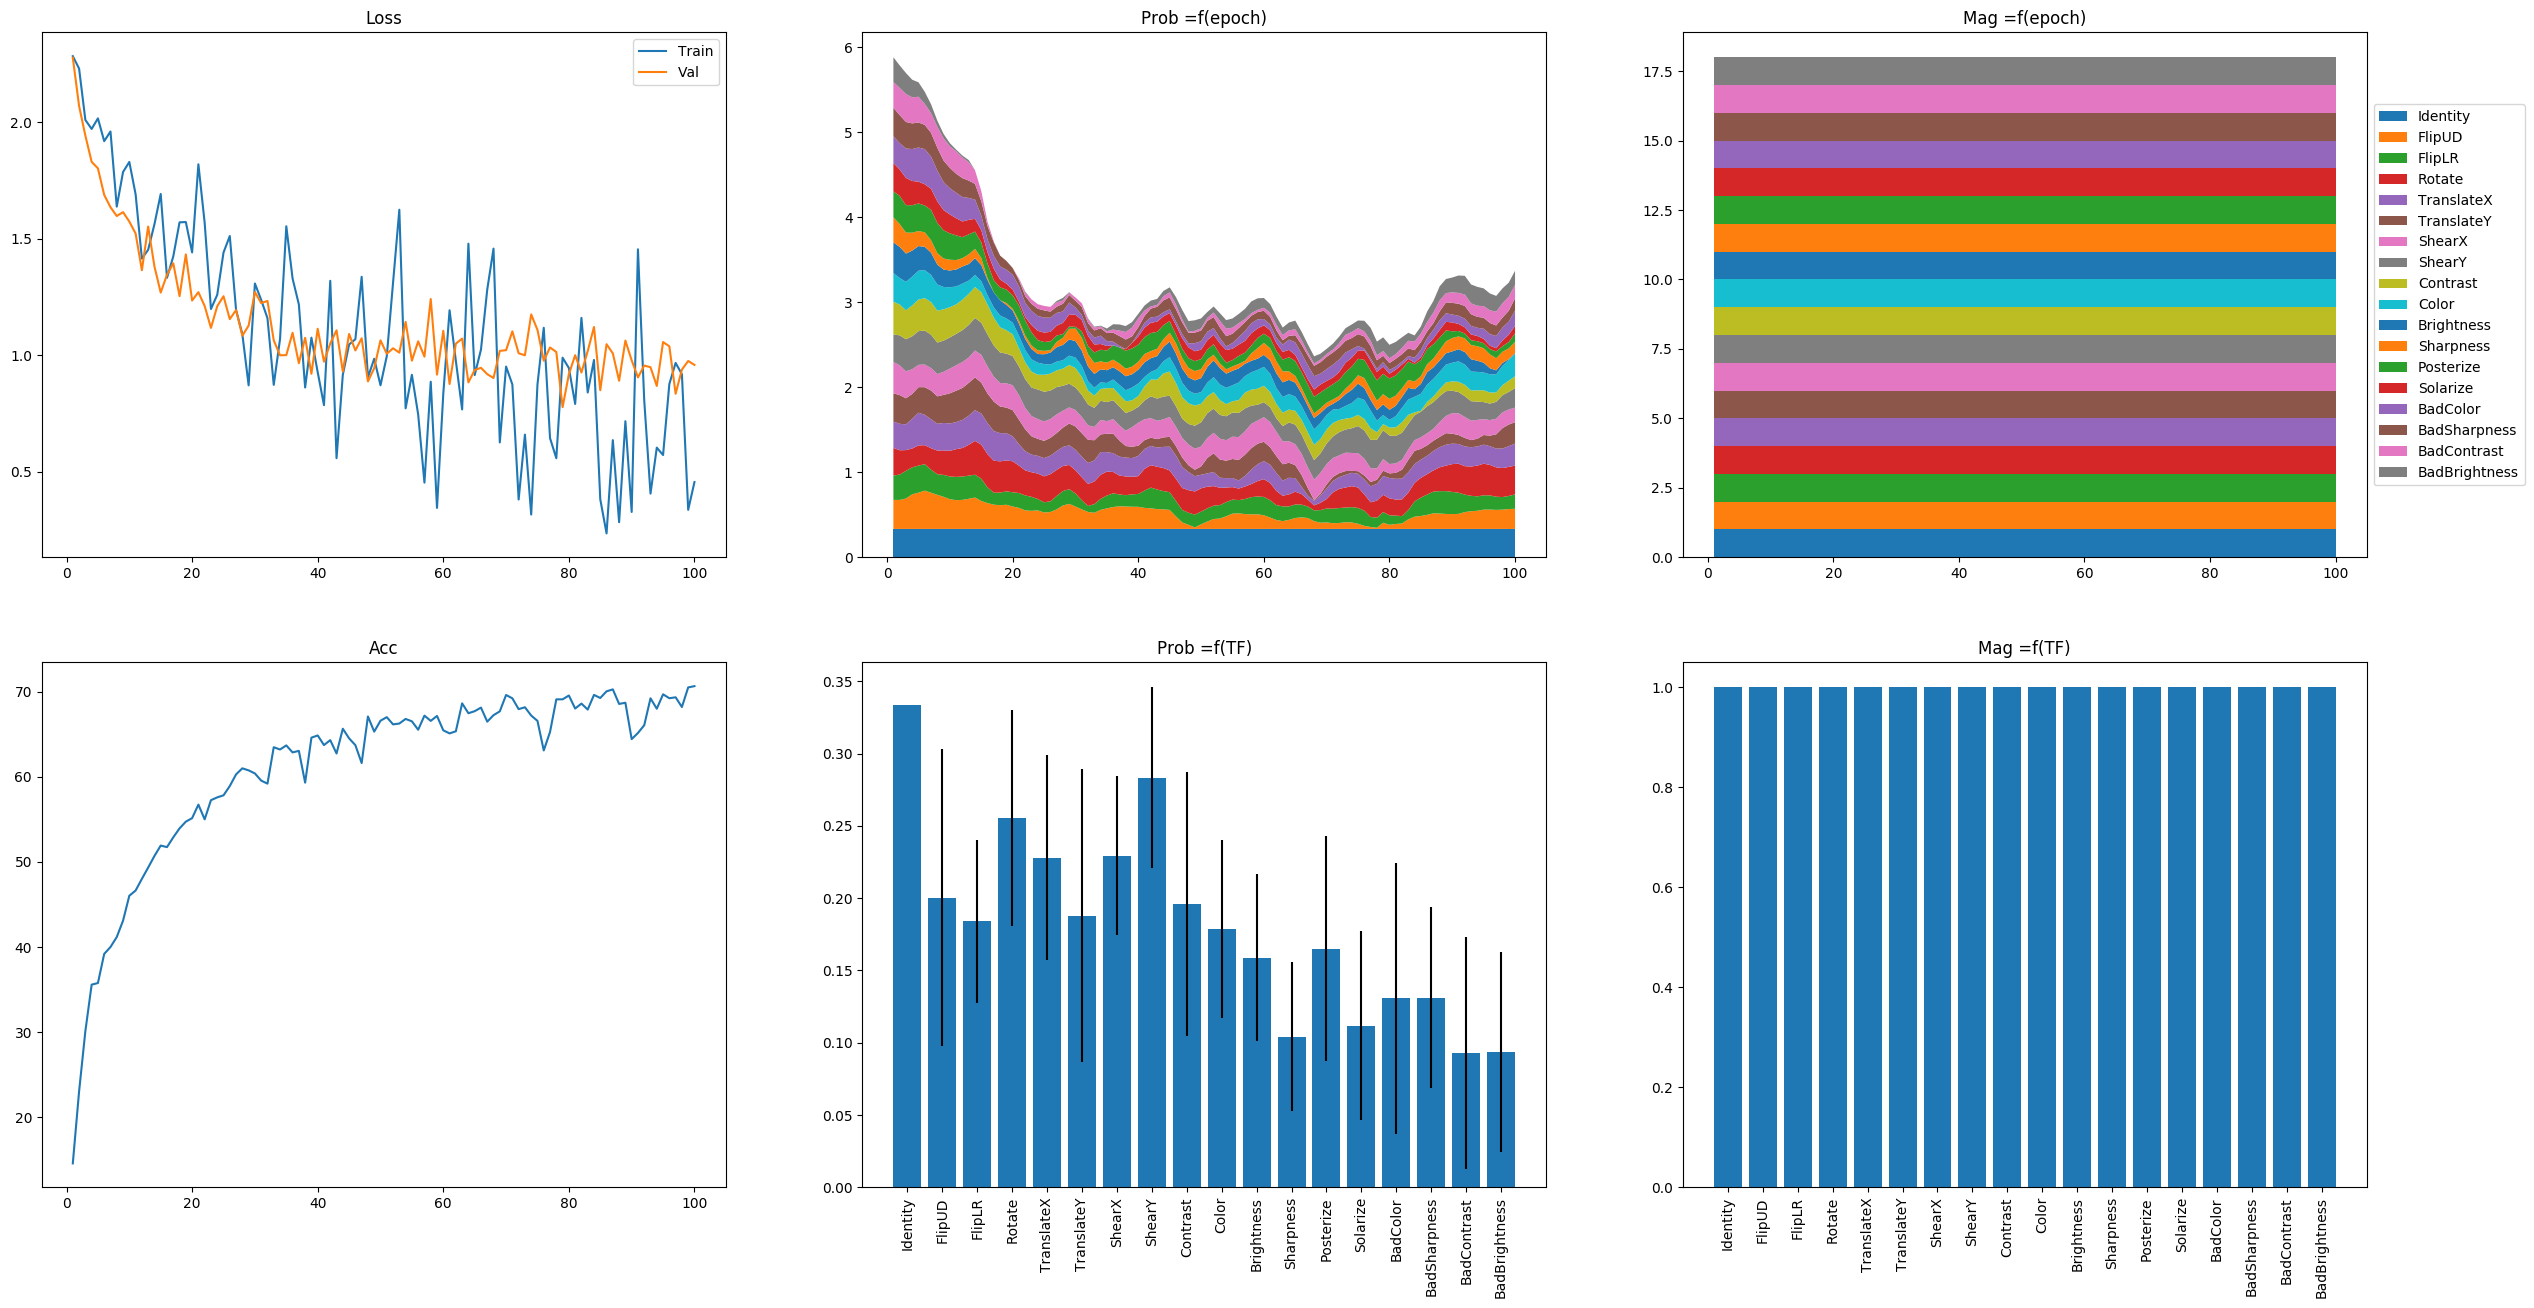 Loss
Train
Val
2.0
1.5
1.0
0.5
0 20 40 60 80 100
Prob =f(epoch)
6
5
4
3
2
1
0
0 20 40 60 80 100
Mag =f(epoch)
17.5
15.0
12.5
10.0
7.5
5.0
2.5
0.0
0 20 40 60 80 100
Identity
FlipUD
FlipLR
Rotate
TranslateX
TranslateY
ShearX
ShearY
Contrast
Color
Brightness
Sharpness
Posterize
Solarize
BadColor
BadSharpness
BadContrast
BadBrightness
Acc
70
60
50
40
30
20
0 20 40 60 80 100
Prob =f(TF)
0.35
0.30
0.25
0.20
0.15
0.10
0.05
0.00
Identity
FlipUD
FlipLR
Rotate
TranslateX
TranslateY
ShearX
ShearY
Contrast
Color
Brightness
Sharpness
Posterize
Solarize
BadColor
BadSharpness
BadContrast
BadBrightness
Mag =f(TF)
1.0
0.8
0.6
0.4
0.2
0.0
Identity
FlipUD
FlipLR
Rotate
TranslateX
TranslateY
ShearX
ShearY
Contrast
Color
Brightness
Sharpness
Posterize
Solarize
BadColor
BadSharpness
BadContrast
BadBrightness